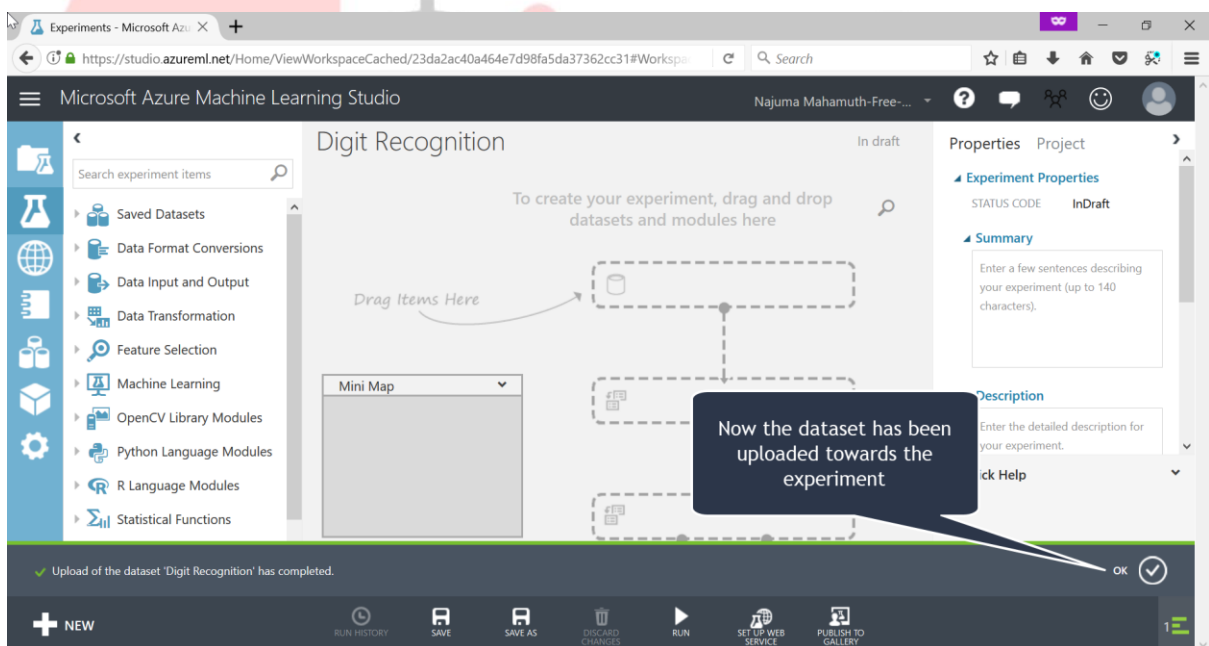 Experiments - Microsoft Azu
https://studio.azureml.net/Home/ViewWorkspaceCached/23da2ac40a464e7d98fa5da37362cc31#Workspa
Search
Microsoft Azure Machine Learning Studio
Najuma Mahamuth-Free-...
Search experiment items
Saved Datasets
Data Format Conversions
Data Input and Output
Data Transformation
Feature Selection
Machine Learning
OpenCV Library Modules
Python Language Modules
R Language Modules
Statistical Functions
Digit Recognition
In draft
To create your experiment, drag and drop
datasets and modules here
Drag Items Here
Mini Map
Properties Project
Experiment Properties
STATUS CODE InDraft
Summary
Enter a few sentences describing
your experiment (up to 140
characters).
Description
Enter the detailed description for
your experiment.
ick Help
Now the dataset has been
uploaded towards the
experiment
Upload of the dataset 'Digit Recognition' has completed.
OK
NEW
RUN HISTORY
SAVE
SAVE AS
DISCARD
CHANGES
RUN
SET UP WEB
SERVICE
PUBLISH TO
GALLERY
1